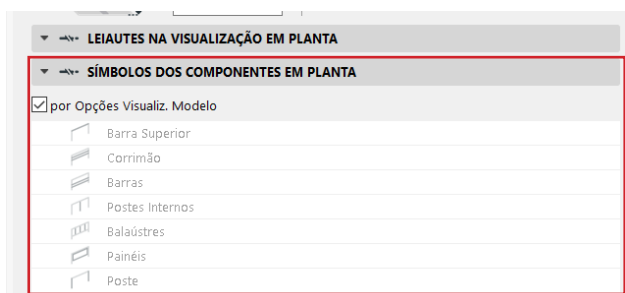 LEIAUTES NA VISUALIZAÇÃO EM PLANTA
SÍMBOLOS DOS COMPONENTES EM PLANTA
por Opções Visualiz. Modelo
Barra Superior
Corrimão
Barras
Postes Internos
Balaústres
Painéis
Poste